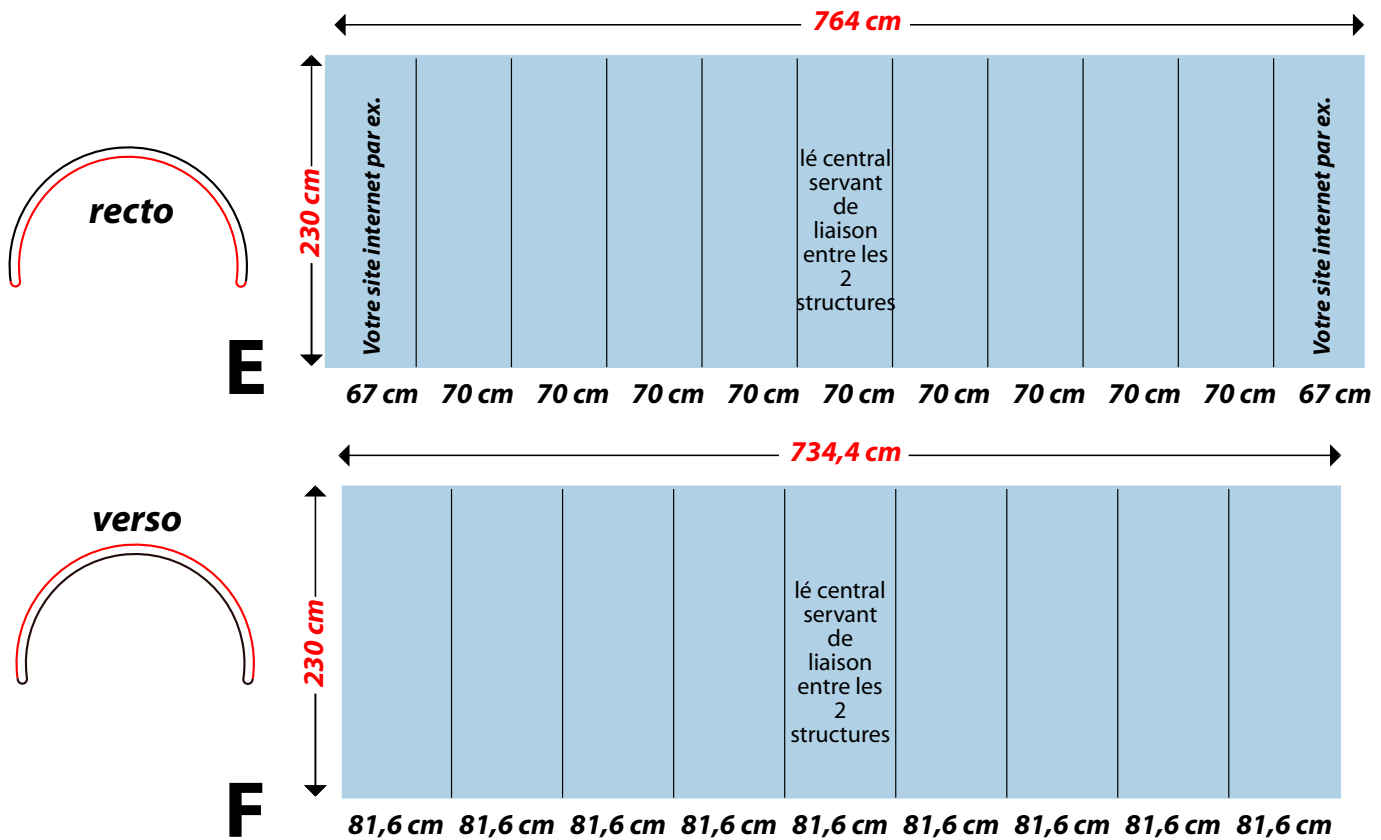 764 cm
230 cm
recto
E
Votre site internet par ex.
lé central
servant
de
liaison
entre les
2
structures
Votre site internet par ex.
67 cm 70 cm 70 cm 70 cm 70 cm 70 cm 70 cm 70 cm 70 cm 70 cm 67 cm
734,4 cm
230 cm
verso
F
lé central
servant
de
liaison
entre les
2
structures
81,6 cm 81,6 cm 81,6 cm 81,6 cm 81,6 cm 81,6 cm 81,6 cm 81,6 cm 81,6 cm